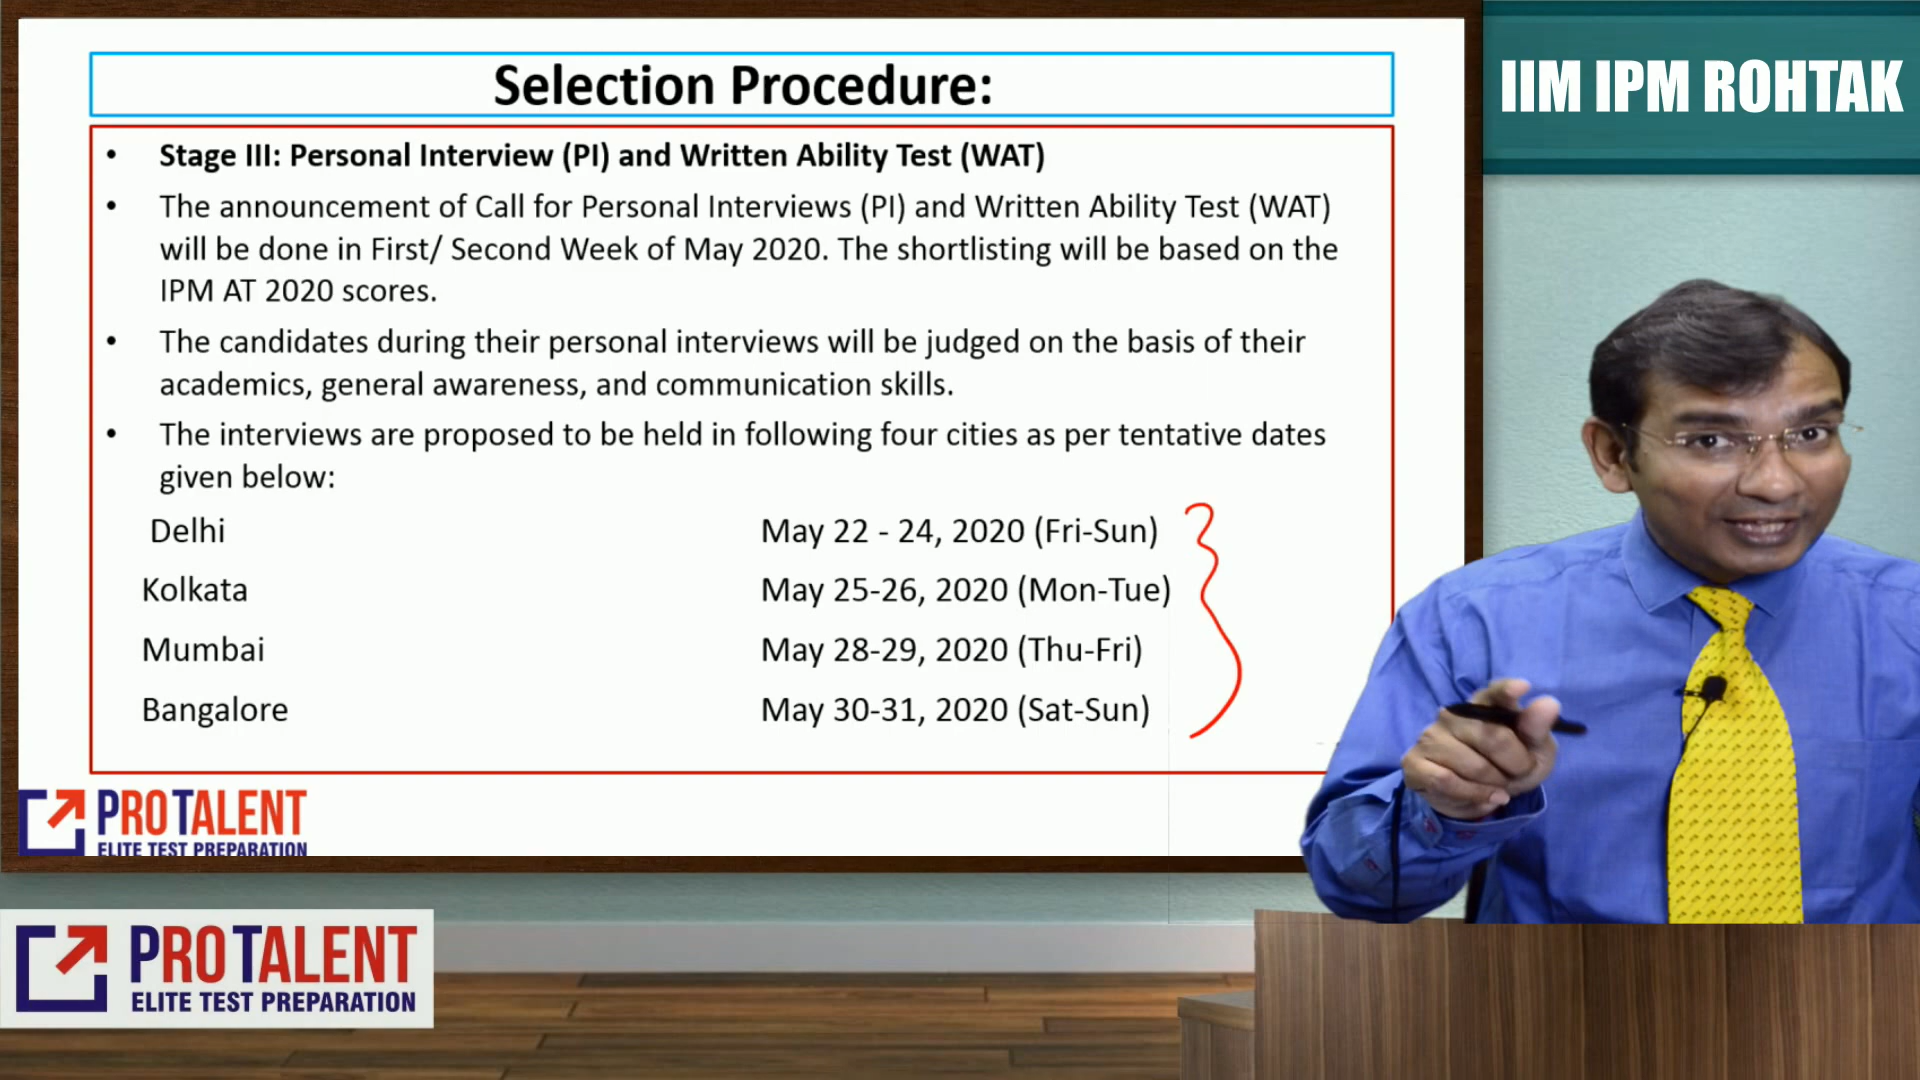 Selection Procedure:
IIM IPM ROHTAK
• Stage III: Personal Interview (PI) and Written Ability Test (WAT)
• The announcement of Call for Personal Interviews (PI) and Written Ability Test (WAT)
will be done in First/ Second Week of May 2020. The shortlisting will be based on the
IPM AT 2020 scores.
• The candidates during their personal interviews will be judged on the basis of their
academics, general awareness, and communication skills.
• The interviews are proposed to be held in following four cities as per tentative dates
given below:
Delhi May 22 - 24, 2020 (Fri-Sun)
Kolkata May 25-26, 2020 (Mon-Tue)
Mumbai May 28-29, 2020 (Thu-Fri)
Bangalore May 30-31, 2020 (Sat-Sun)
PROTALENT
ELITE TEST PREPARATION
PROTALENT
ELITE TEST PREPARATION